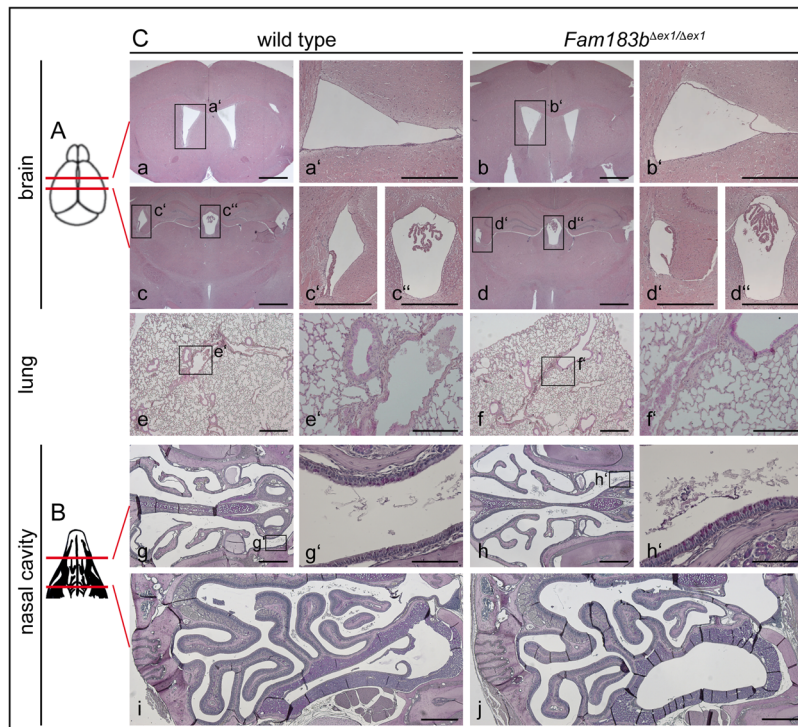 C
wild type
Fam183b^Δex1/Δex1
brain
A
a‘
a
a‘
b‘
b
b‘
c‘
c‘‘
c
c‘
c‘‘
d‘
d‘‘
d
d‘
d‘‘
lung
e‘
e
e‘
f‘
f
f‘
nasal cavity
B
g‘
g
g‘
h‘
h
h‘
i
j